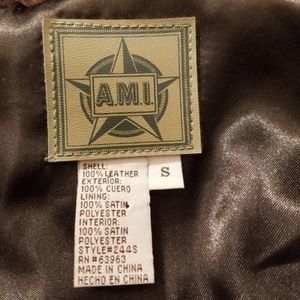 A.M.I.
SHELL:
100% LEATHER
EXTERIOR:
100% CUERO
LINING:
100% SATIN
POLYESTER
INTERIOR:
100% SATIN
POLYESTER
STYLE#244S
RN #63963
MADE IN CHINA
HECHO EN CHINA
S